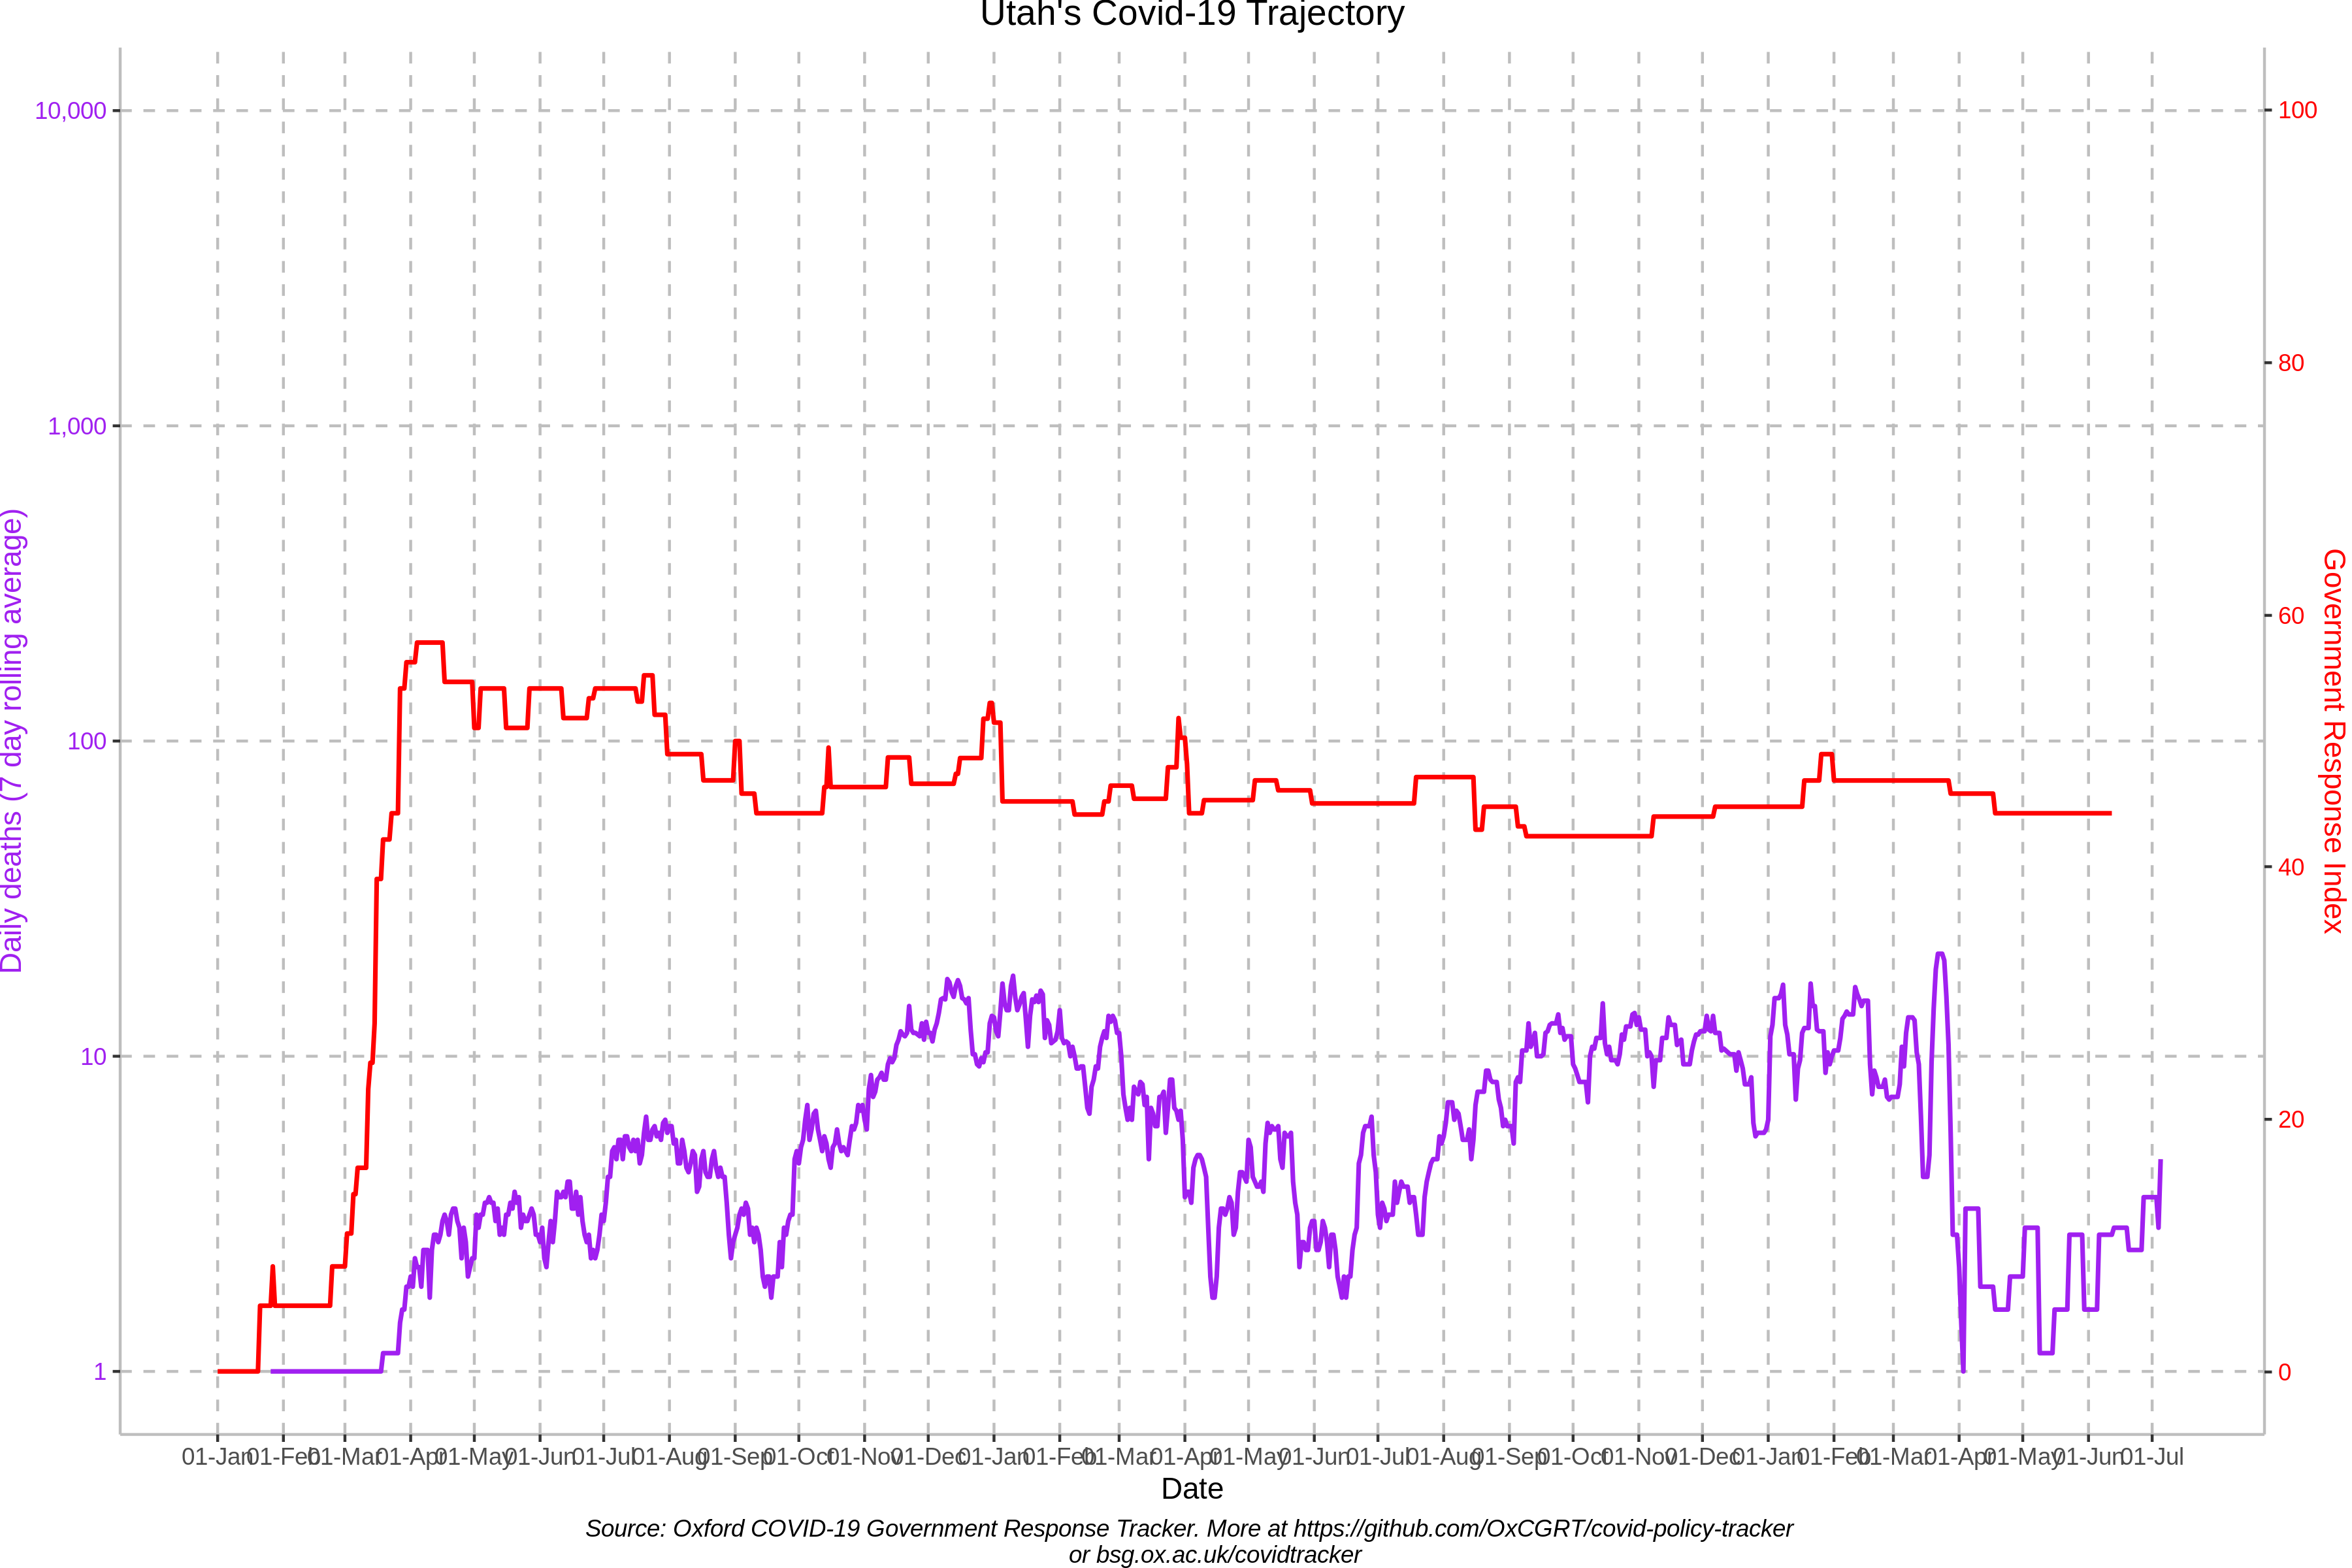 Utah's Covid-19 Trajectory
10,000
1,000
100
10
1
Daily deaths (7 day rolling average)
100
80
60
40
20
0
Government Response Index
01-Jan 01-Feb 01-Mar 01-Apr 01-May 01-Jun 01-Jul 01-Aug 01-Sep 01-Oct 01-Nov 01-Dec 01-Jan 01-Feb 01-Mar 01-Apr 01-May 01-Jun 01-Jul 01-Aug 01-Sep 01-Oct 01-Nov 01-Dec 01-Jan 01-Feb 01-Mar 01-Apr 01-May 01-Jun 01-Jul
Date
Source: Oxford COVID-19 Government Response Tracker. More at https://github.com/OxCGRT/covid-policy-tracker
or bsg.ox.ac.uk/covidtracker